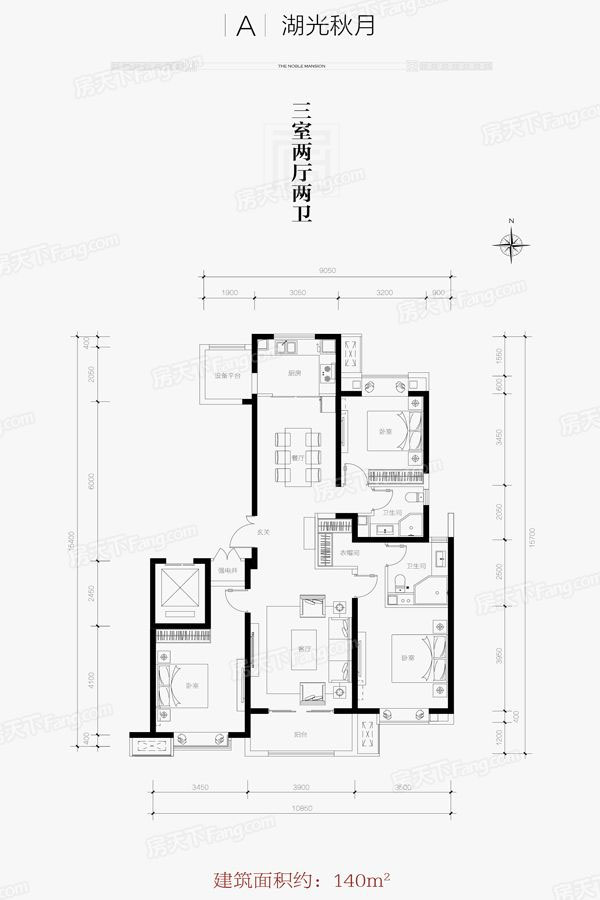 A 湖光秋月
THE NOBLE MANSION
三室两厅两卫
N
9050
1900 3050 3200 900
400
2050
6000
15400
2450
4100
400
1550
600
3450
2050
15700
2500
3950
400
1200
设备平台
厨房
餐厅
卧室
卫生间
玄关
衣帽间
卫生间
强电井
卧室
客厅
卧室
阳台
3450 3900 3500
10850
建筑面积约：140m²
房天下Fang.com